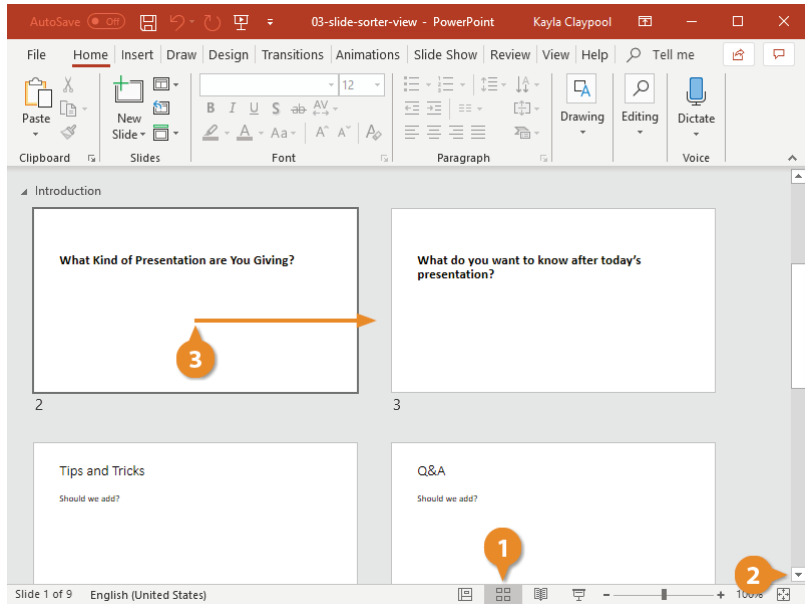 AutoSave Off 03-slide-sorter-view - PowerPoint Kayla Claypool
File Home Insert Draw Design Transitions Animations Slide Show Review View Help Tell me
12
B I U S ab AV
Aa A A A
Paste New Slide Drawing Editing Dictate
Clipboard Slides Font Paragraph Voice
Introduction
What Kind of Presentation are You Giving?
What do you want to know after today's
presentation?
3
2
3
Tips and Tricks
Should we add?
Q&A
Should we add?
1
2
Slide 1 of 9 English (United States) - + 100%